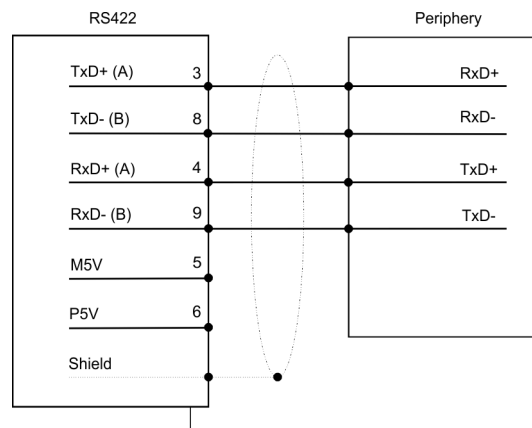 RS422 Periphery
TxD+ (A) 3 RxD+
TxD- (B) 8 RxD-
RxD+ (A) 4 TxD+
RxD- (B) 9 TxD-
M5V 5
P5V 6
Shield